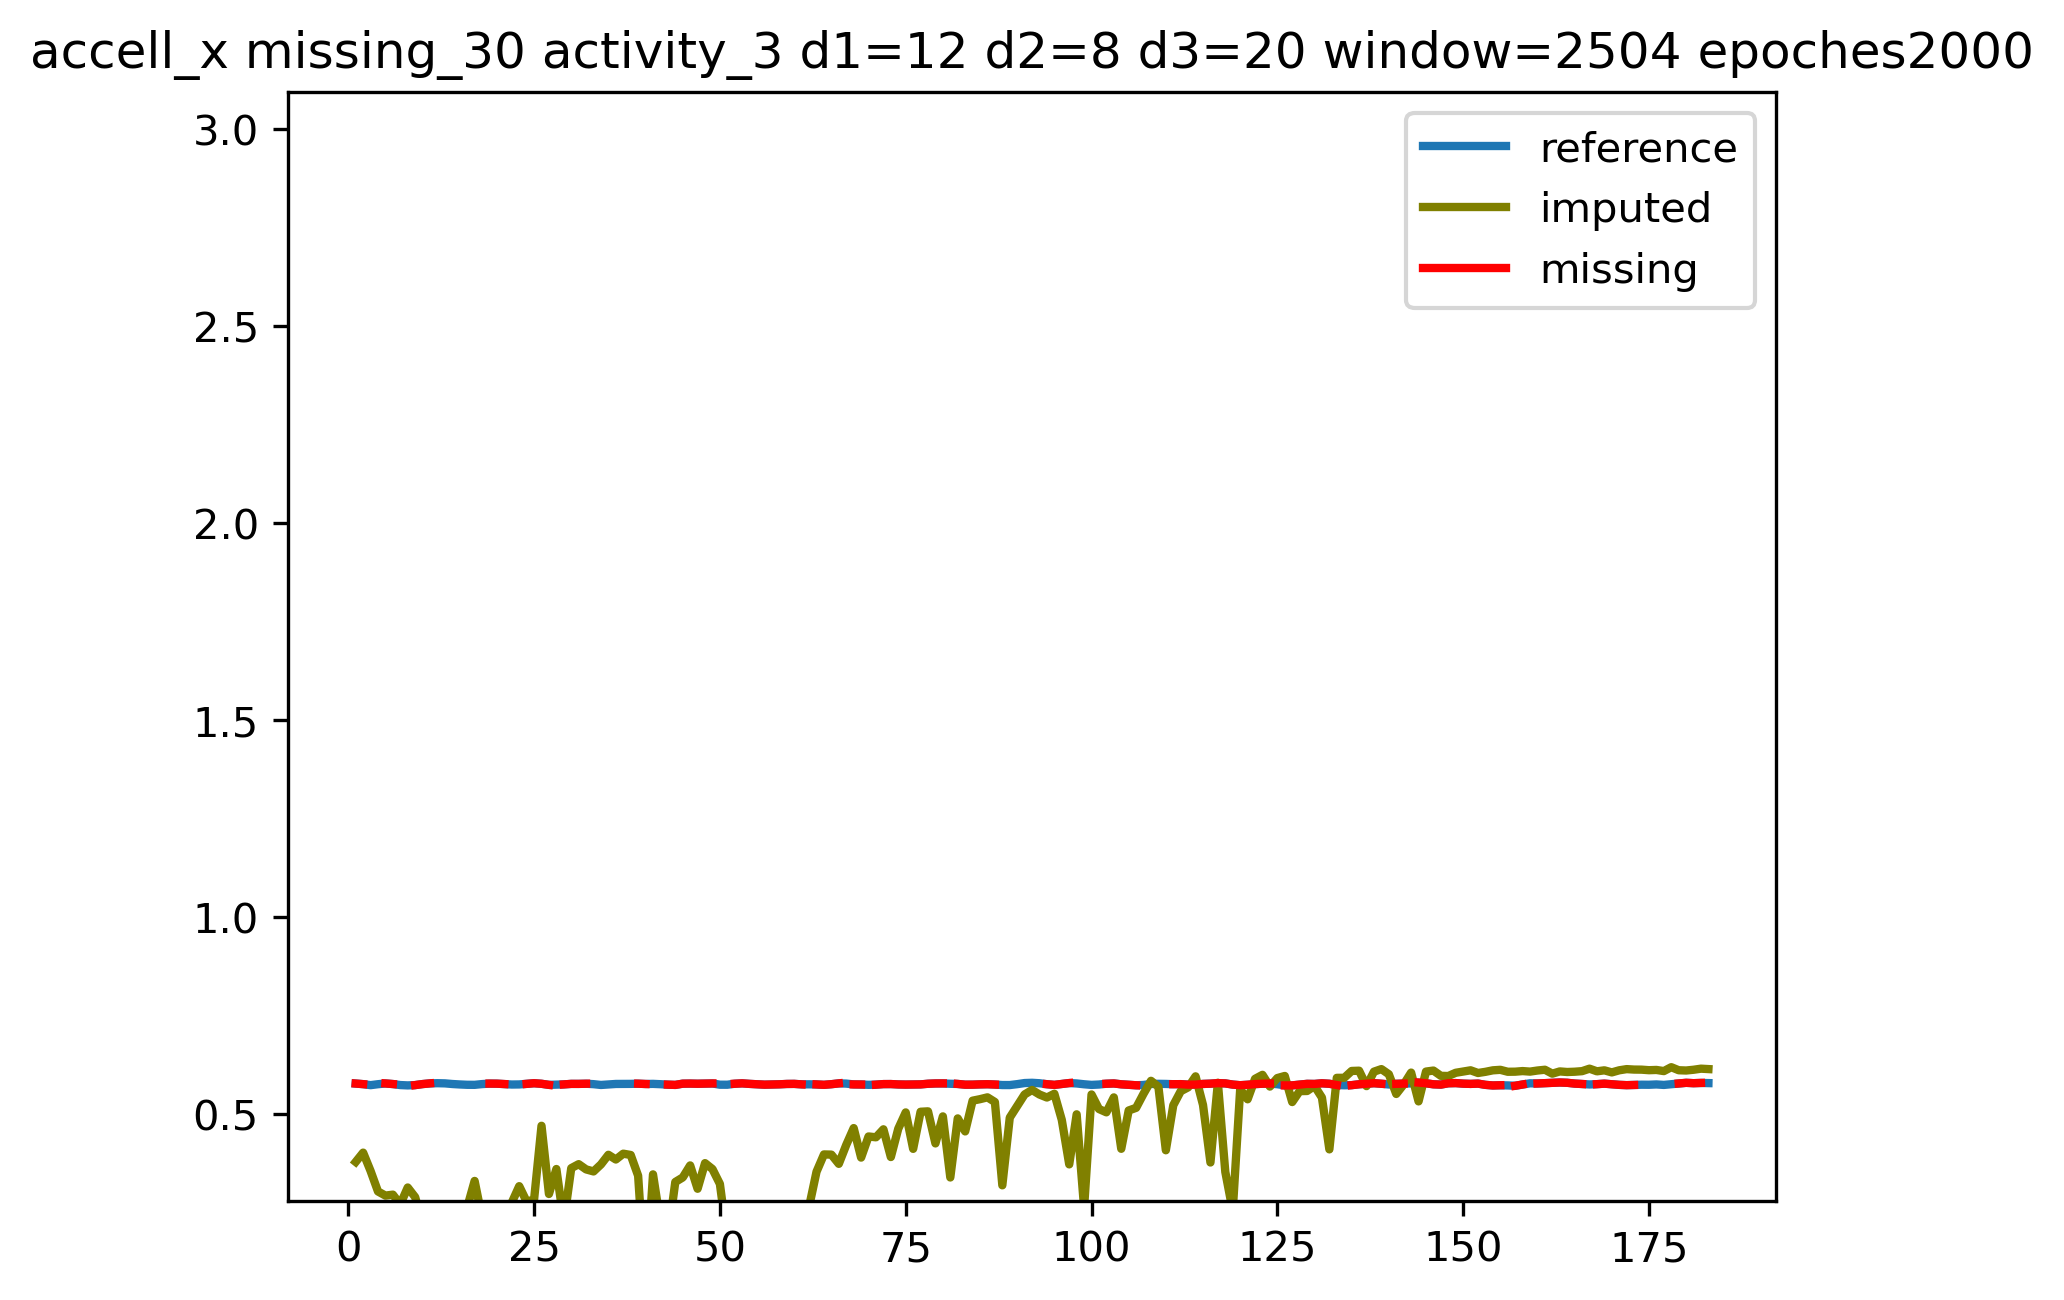 accell_x missing_30 activity_3 d1=12 d2=8 d3=20 window=2504 epoches2000
reference
imputed
missing
3.0
2.5
2.0
1.5
1.0
0.5
0 25 50 75 100 125 150 175